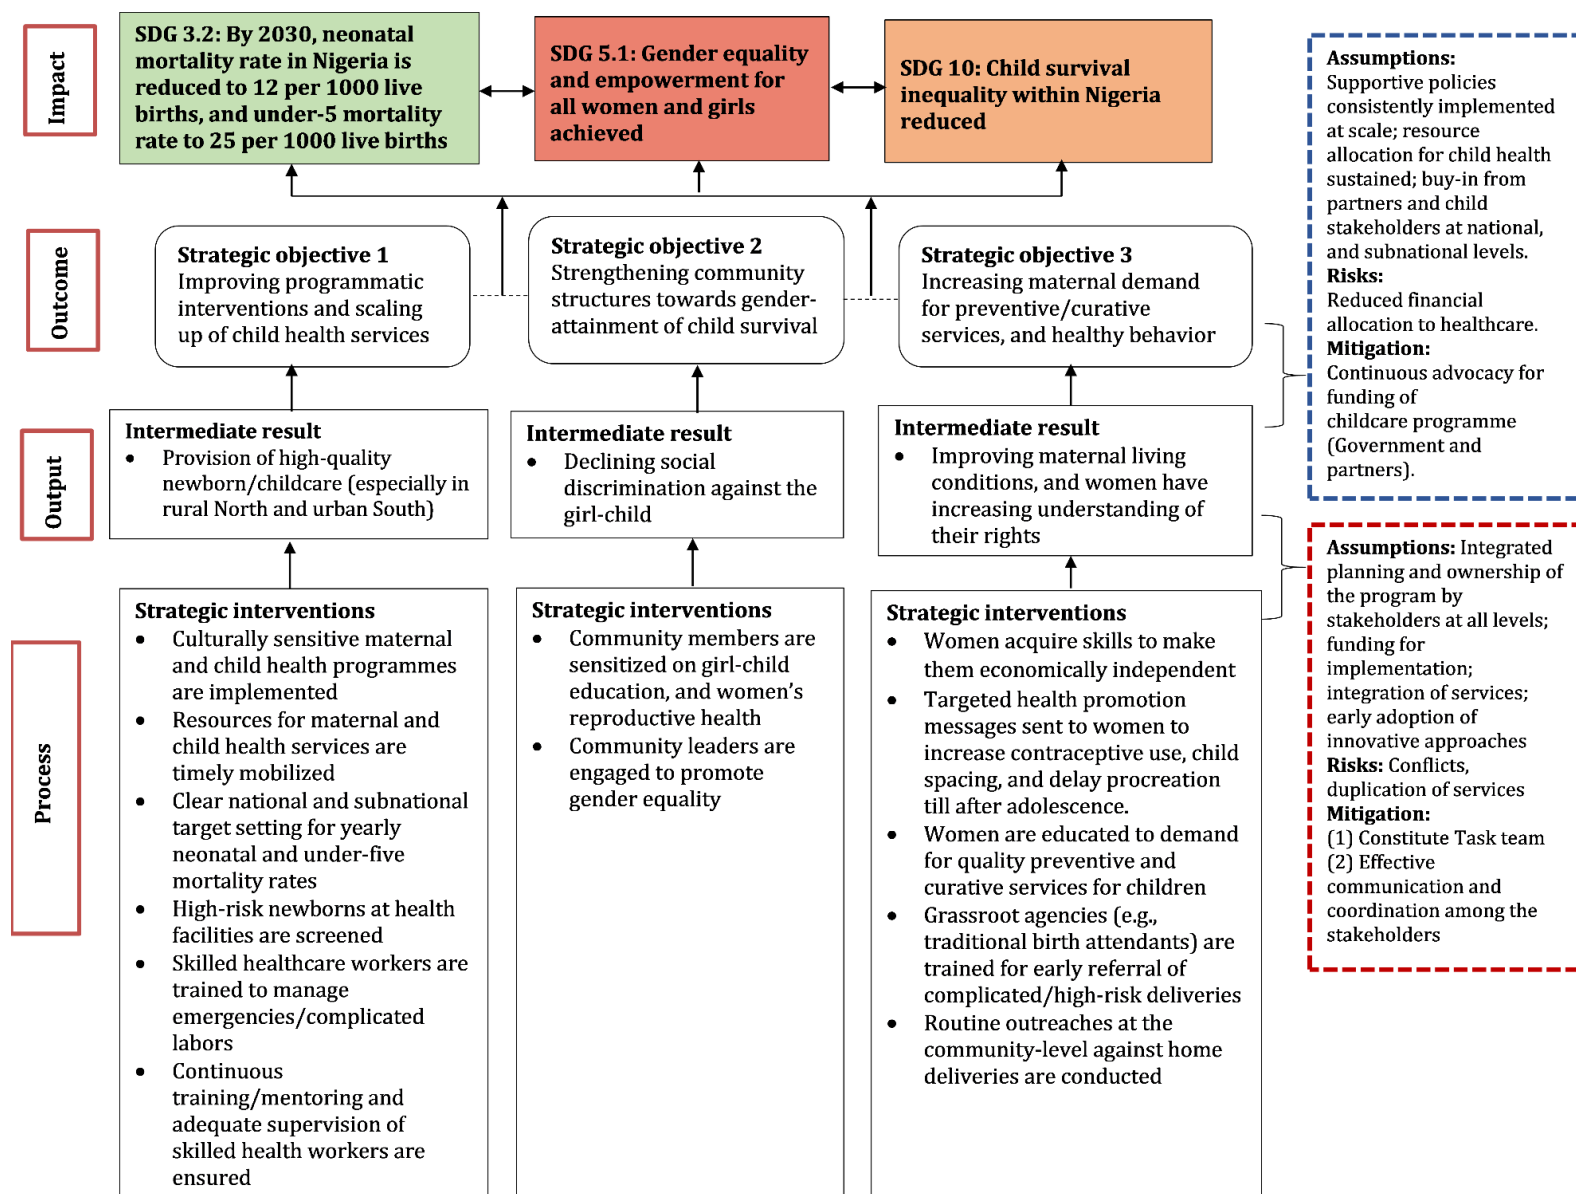 Impact
SDG 3.2: By 2030, neonatal
mortality rate in Nigeria is
reduced to 12 per 1000 live
births, and under-5 mortality
rate to 25 per 1000 live births
SDG 5.1: Gender equality
and empowerment for
all women and girls
achieved
SDG 10: Child survival
inequality within Nigeria
reduced
Outcome
Strategic objective 1
Improving programmatic
interventions and scaling
up of child health services
Strategic objective 2
Strengthening community
structures towards gender-
attainment of child survival
Strategic objective 3
Increasing maternal demand
for preventive/curative
services, and healthy behavior
Output
Intermediate result
• Provision of high-quality
newborn/childcare (especially in
rural North and urban South)
Intermediate result
• Declining social
discrimination against the
girl-child
Intermediate result
• Improving maternal living
conditions, and women have
increasing understanding of
their rights
Process
Strategic interventions
• Culturally sensitive maternal
and child health programmes
are implemented
• Resources for maternal and
child health services are
timely mobilized
• Clear national and subnational
target setting for yearly
neonatal and under-five
mortality rates
• High-risk newborns at health
facilities are screened
• Skilled healthcare workers are
trained to manage
emergencies/complicated
labors
• Continuous
training/mentoring and
adequate supervision of
skilled health workers are
ensured
Strategic interventions
• Community members are
sensitized on girl-child
education, and women's
reproductive health
• Community leaders are
engaged to promote
gender equality
Strategic interventions
• Women acquire skills to make
them economically independent
• Targeted health promotion
messages sent to women to
increase contraceptive use, child
spacing, and delay procreation
till after adolescence.
• Women are educated to demand
for quality preventive and
curative services for children
• Grassroot agencies (e.g.,
traditional birth attendants) are
trained for early referral of
complicated/high-risk deliveries
• Routine outreaches at the
community-level against home
deliveries are conducted
Assumptions:
Supportive policies
consistently implemented
at scale; resource
allocation for child health
sustained; buy-in from
partners and child
stakeholders at national,
and subnational levels.
Risks:
Reduced financial
allocation to healthcare.
Mitigation:
Continuous advocacy for
funding of
childcare programme
(Government and
partners).
Assumptions: Integrated
planning and ownership of
the program by
stakeholders at all levels;
funding for
implementation;
integration of services;
early adoption of
innovative approaches
Risks: Conflicts,
duplication of services
Mitigation:
(1) Constitute Task team
(2) Effective
communication and
coordination among the
stakeholders